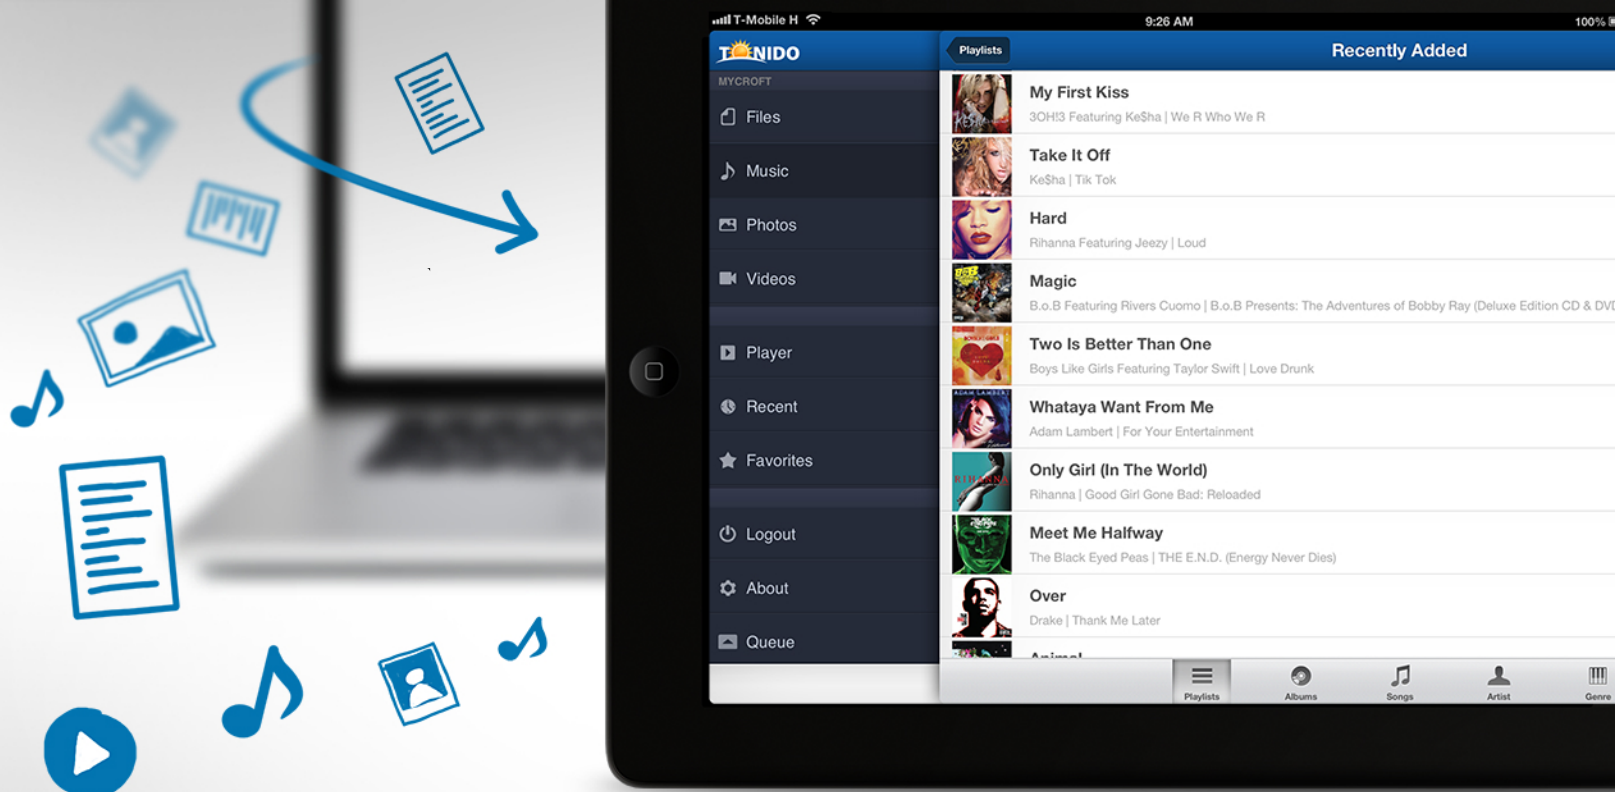 T-Mobile H
9:26 AM
100%
TONIDO
Playlists
Recently Added
MYCROFT
Files
Music
Photos
Videos
Player
Recent
Favorites
Logout
About
Queue
My First Kiss
3OH!3 Featuring Ke$ha | We R Who We R
Take It Off
Ke$ha | Tik Tok
Hard
Rihanna Featuring Jeezy | Loud
Magic
B.o.B Featuring Rivers Cuomo | B.o.B Presents: The Adventures of Bobby Ray (Deluxe Edition CD & DVD
Two Is Better Than One
Boys Like Girls Featuring Taylor Swift | Love Drunk
Whataya Want From Me
Adam Lambert | For Your Entertainment
ADAM LAMBERT
Only Girl (In The World)
Rihanna | Good Girl Gone Bad: Reloaded
RIHANNA
Meet Me Halfway
The Black Eyed Peas | THE E.N.D. (Energy Never Dies)
Over
Drake | Thank Me Later
Animal
Playlists
Albums
Songs
Artist
Genre